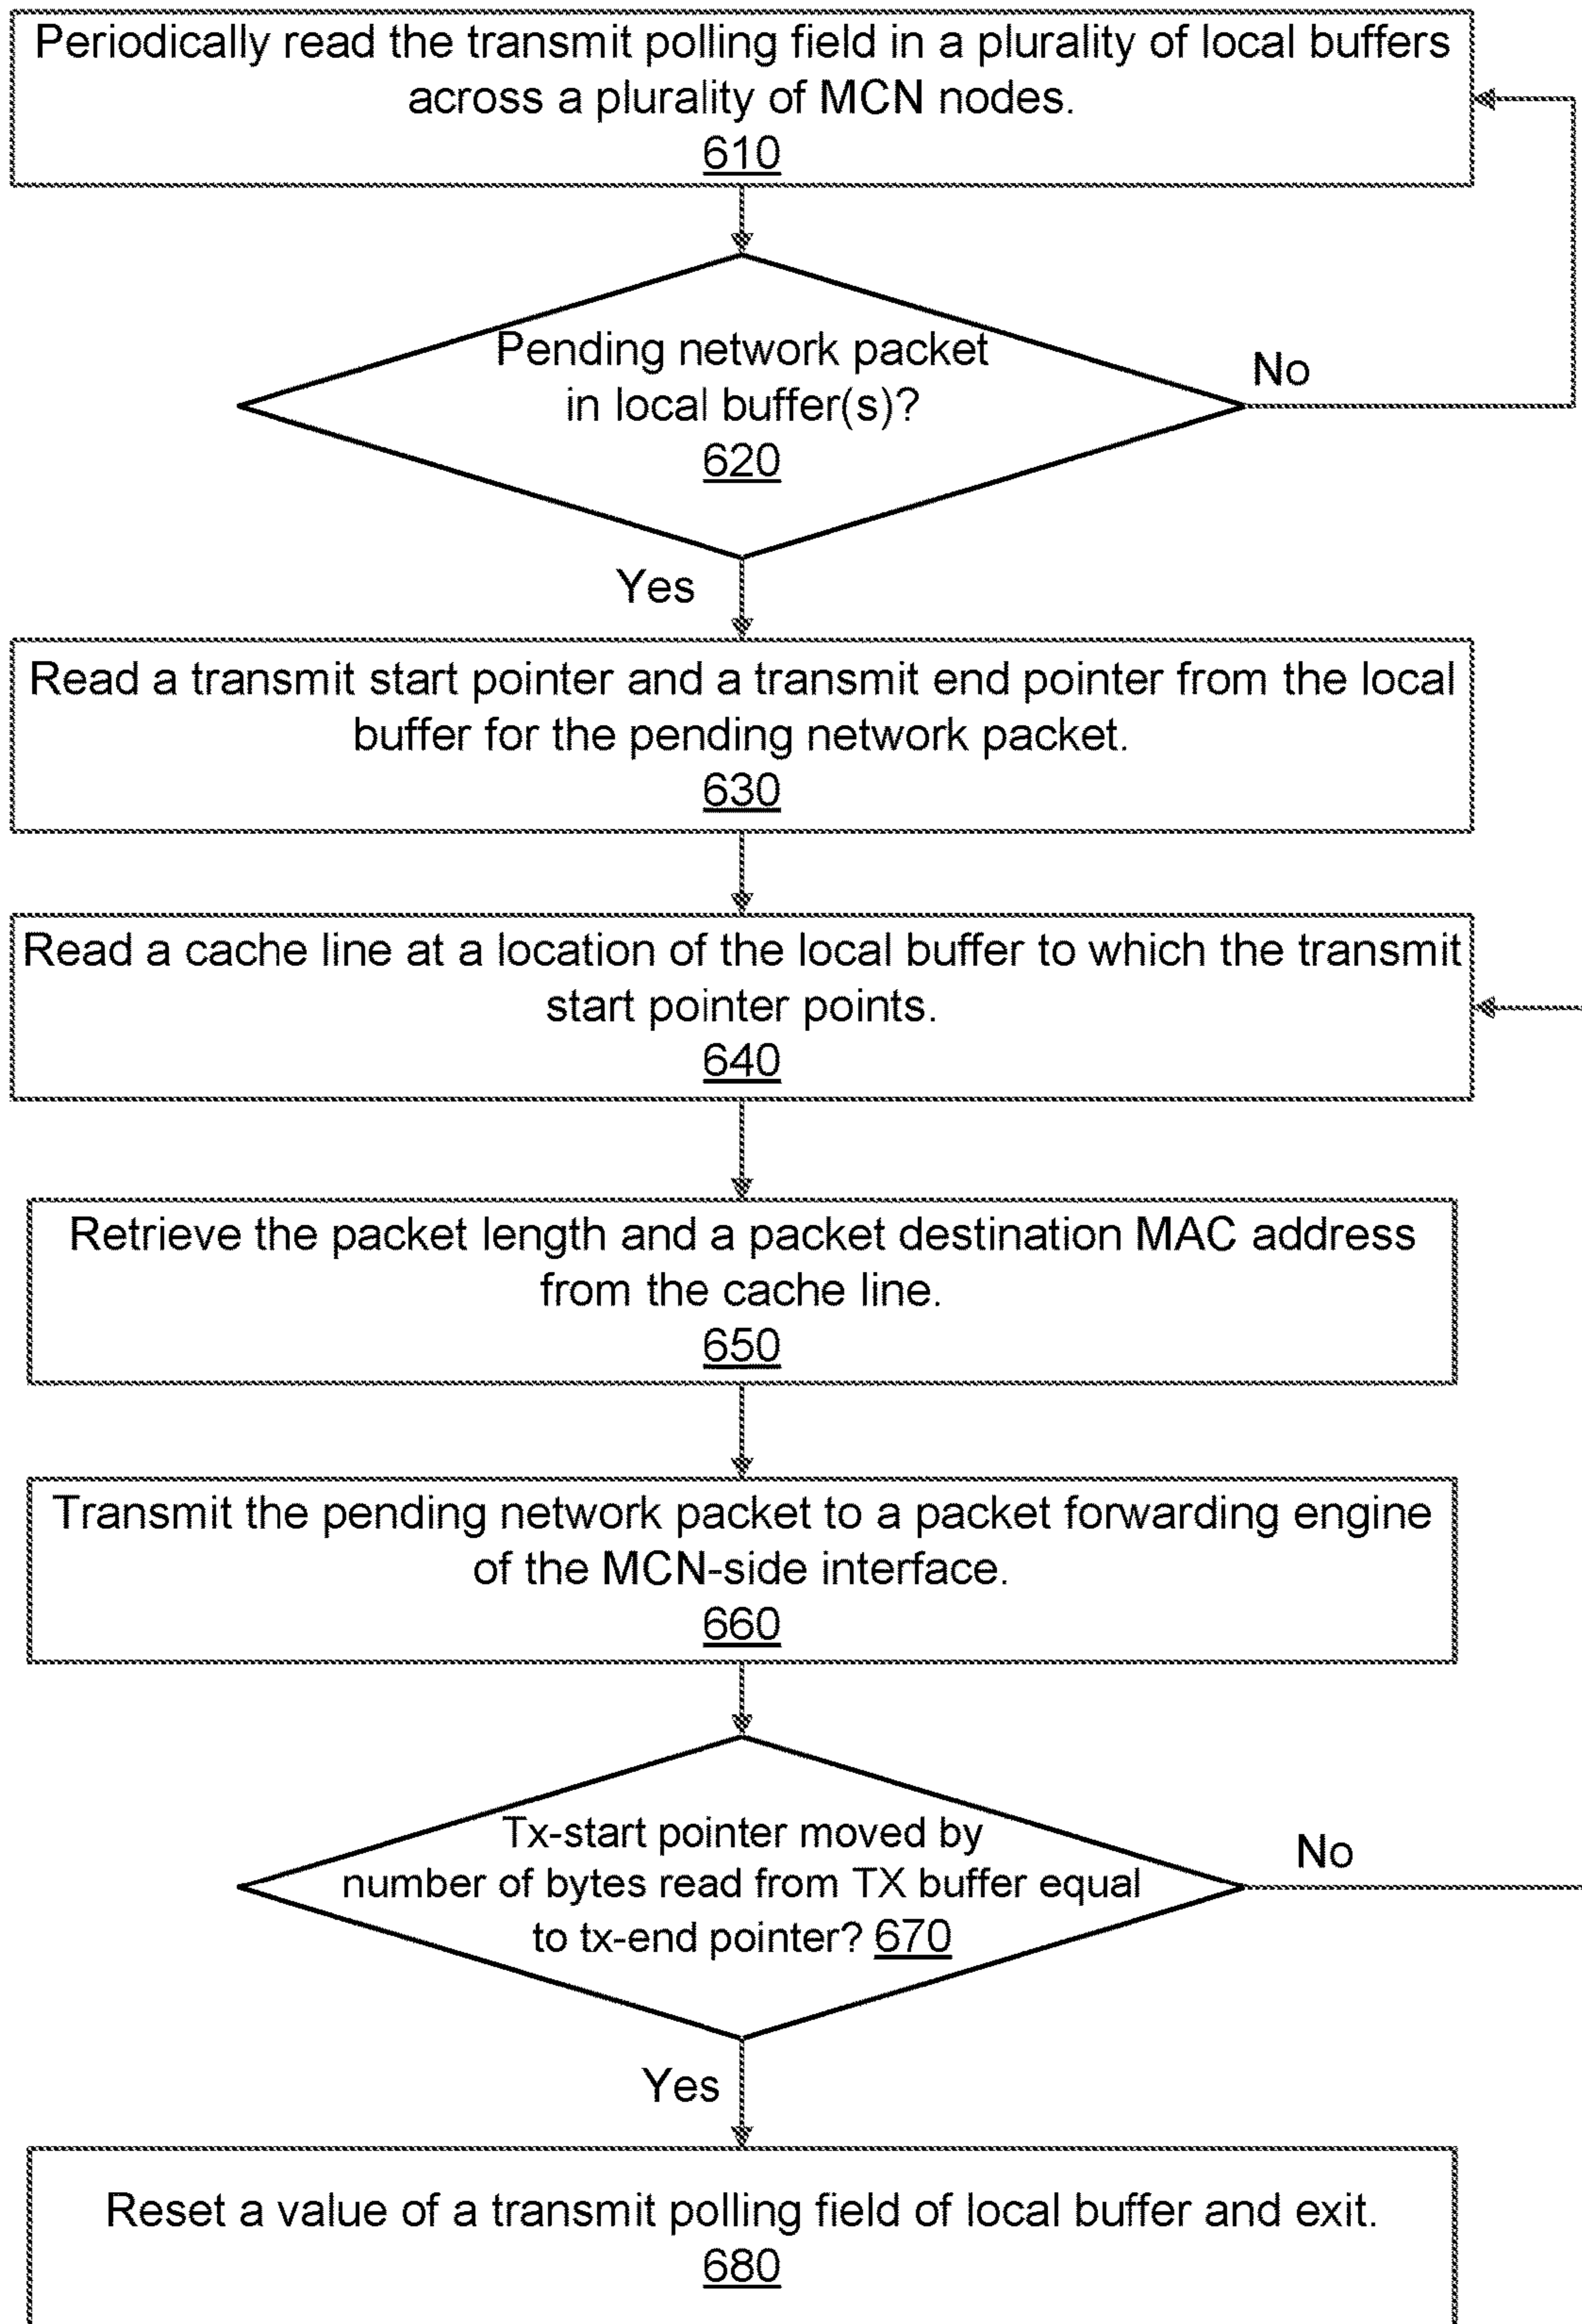 Periodically read the transmit polling field in a plurality of local buffers
across a plurality of MCN nodes.
610
Pending network packet
in local buffer(s)?
620
No
Yes
Read a transmit start pointer and a transmit end pointer from the local
buffer for the pending network packet.
630
Read a cache line at a location of the local buffer to which the transmit
start pointer points.
640
Retrieve the packet length and a packet destination MAC address
from the cache line.
650
Transmit the pending network packet to a packet forwarding engine
of the MCN-side interface.
660
Tx-start pointer moved by
number of bytes read from TX buffer equal
to tx-end pointer? 670
No
Yes
Reset a value of a transmit polling field of local buffer and exit.
680